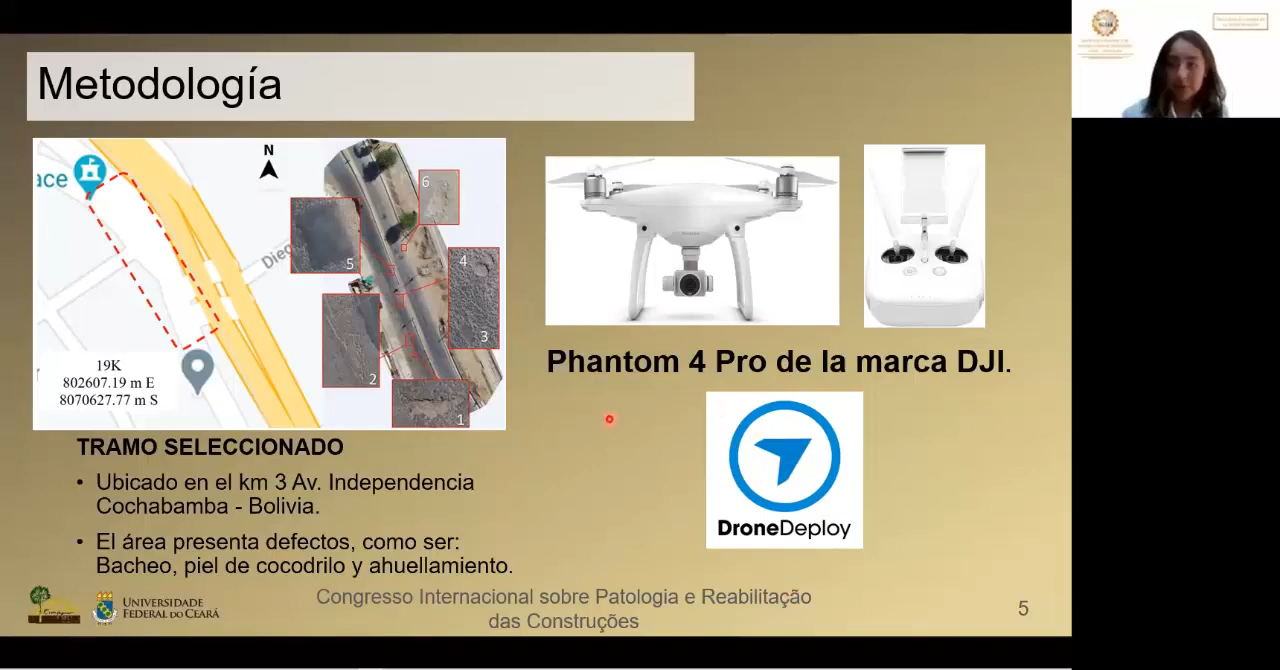 Metodología
ace
N
Dieg
6
5
4
3
2
1
19K
802607.19 m E
8070627.77 m S
Phantom 4 Pro de la marca DJI.
DroneDeploy
TRAMO SELECCIONADO
• Ubicado en el km 3 Av. Independencia
Cochabamba - Bolivia.
• El área presenta defectos, como ser:
Bacheo, piel de cocodrilo y ahuellamiento.
UNIVERSIDADE
FEDERAL DO CEARÁ
Congresso Internacional sobre Patologia e Reabilitação
das Construções
5